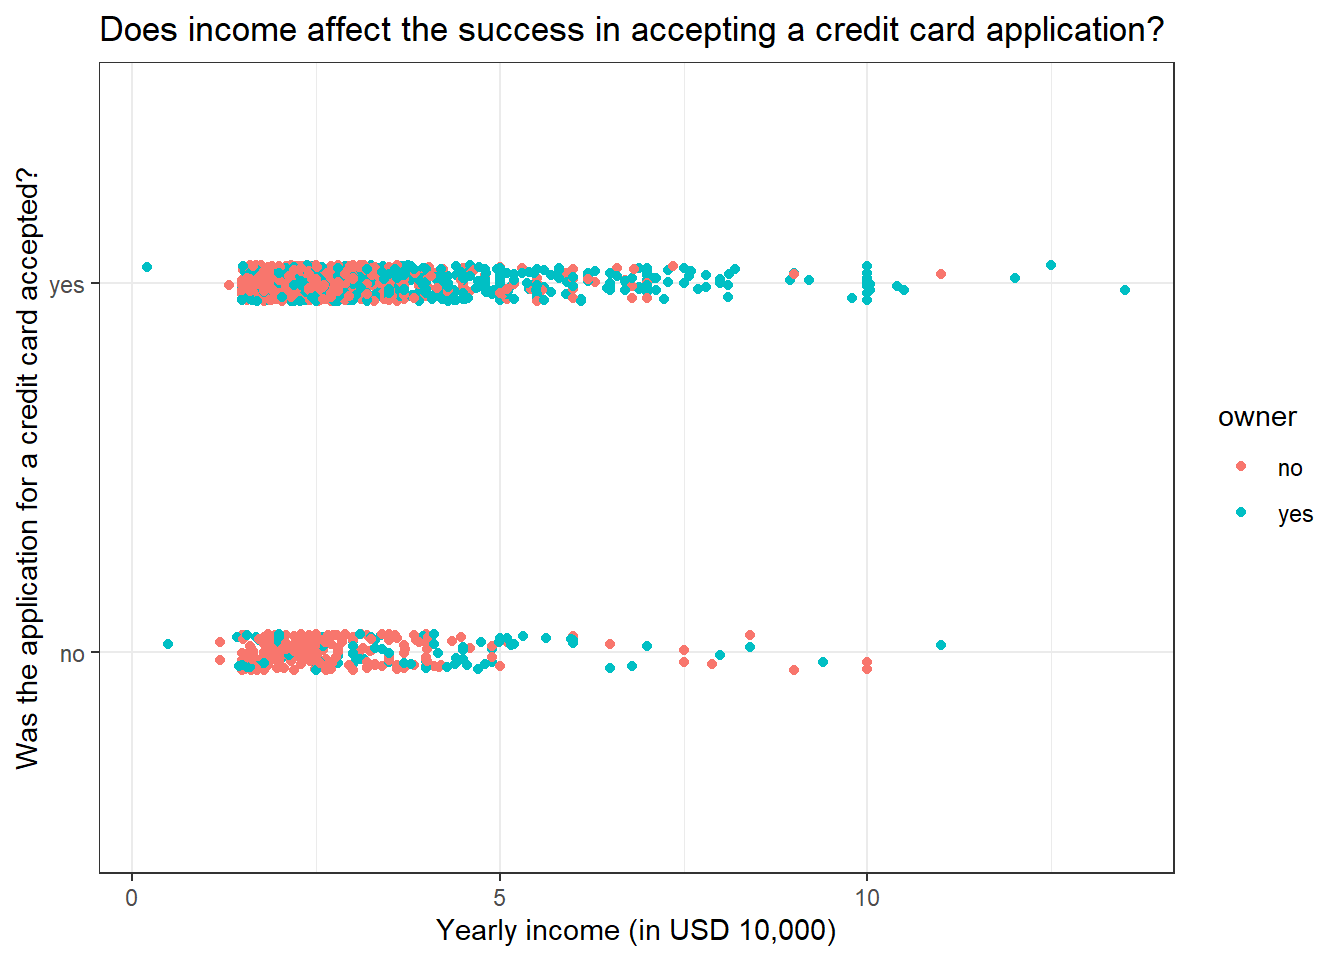 Does income affect the success in accepting a credit card application?
Was the application for a credit card accepted?
yes
no
0
5
10
Yearly income (in USD 10,000)
owner
no
yes